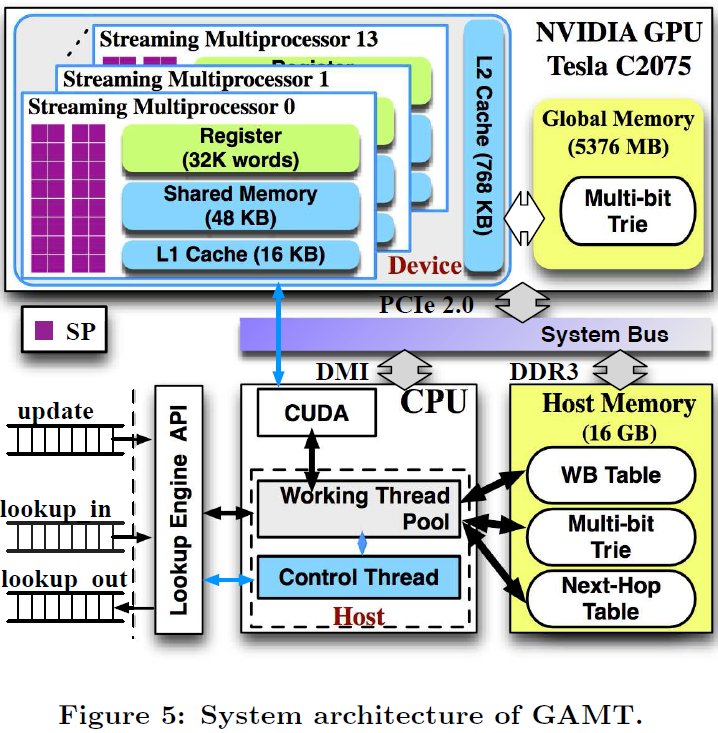 Streaming Multiprocessor 13
Register
Streaming Multiprocessor 1
Streaming Multiprocessor 0
Register
(32K words)
Shared Memory
(48 KB)
L1 Cache (16 KB)
Device
L2 Cache (768 KB)
NVIDIA GPU
Tesla C2075
Global Memory
(5376 MB)
Multi-bit
Trie
SP
PCIe 2.0
System Bus
DMI
DDR3
update
lookup_in
lookup_out
Lookup Engine API
CUDA
CPU
Working Thread
Pool
Control Thread
Host
Host Memory
(16 GB)
WB Table
Multi-bit
Trie
Next-Hop
Table
Figure 5: System architecture of GAMT.